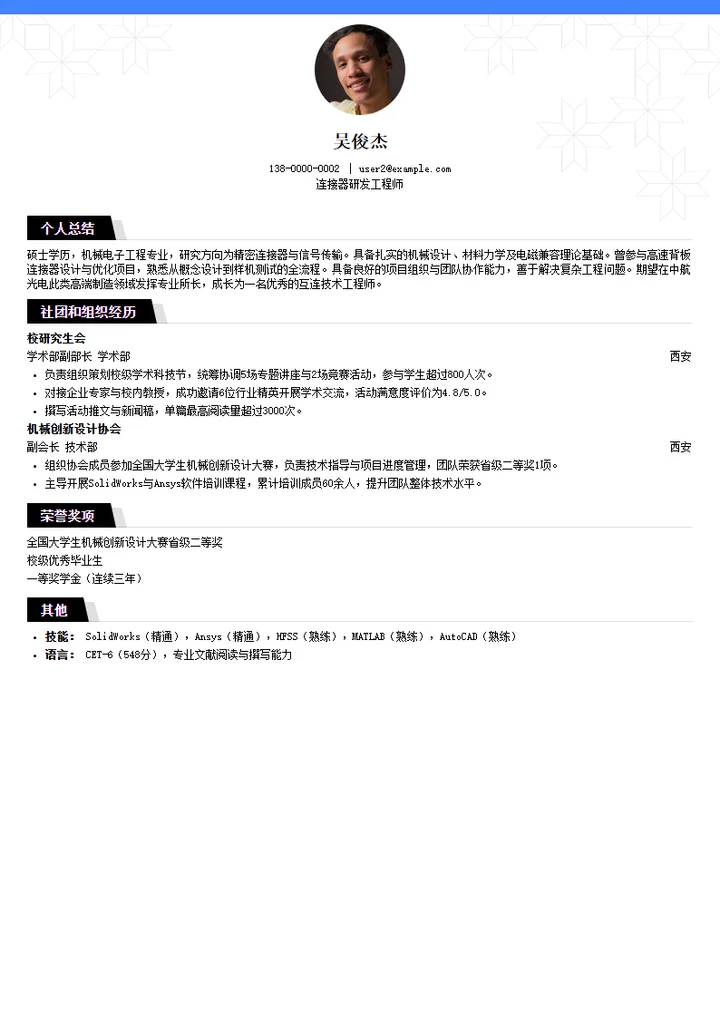 吴俊杰
138-0000-0002 | user2@example.com
连接器研发工程师
个人总结
硕士学历，机械电子工程专业，研究方向为精密连接器与信号传输。具备扎实的机械设计、材料力学及电磁兼容理论基础。曾参与高速背板
连接器设计与优化项目，熟悉从概念设计到样机测试的全流程。具备良好的项目组织与团队协作能力，善于解决复杂工程问题。期望在中航
光电此类高端制造领域发挥专业所长，成长为一名优秀的互连技术工程师。
社团和组织经历
校研究生会
学术部副部长 学术部 西安
• 负责组织策划校级学术科技节，统筹协调5场专题讲座与2场竞赛活动，参与学生超过800人次。
• 对接企业专家与校内教授，成功邀请6位行业精英开展学术交流，活动满意度评价为4.8/5.0。
• 撰写活动推文与新闻稿，单篇最高阅读量超过3000次。
机械创新设计协会
副会长 技术部 西安
• 组织协会成员参加全国大学生机械创新设计大赛，负责技术指导与项目进度管理，团队荣获省级二等奖1项。
• 主导开展SolidWorks与Ansys软件培训课程，累计培训成员60余人，提升团队整体技术水平。
荣誉奖项
全国大学生机械创新设计大赛省级二等奖
校级优秀毕业生
一等奖学金（连续三年）
其他
• 技能： SolidWorks（精通），Ansys（精通），HFSS（熟练），MATLAB（熟练），AutoCAD（熟练）
• 语言： CET-6（548分），专业文献阅读与撰写能力